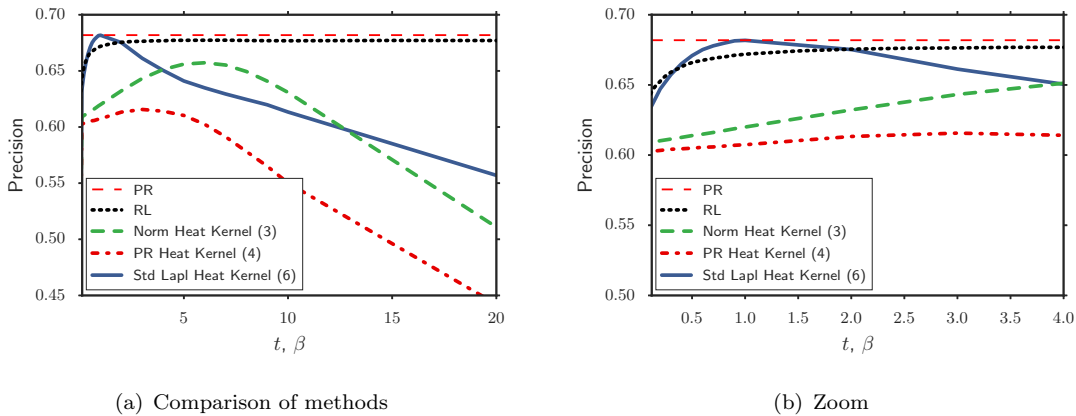 0.70
0.65
0.60
0.55
0.50
0.45
Precision
PR
RL
Norm Heat Kernel (3)
PR Heat Kernel (4)
Std Lapl Heat Kernel (6)
5 10 15 20
t, β
(a) Comparison of methods
0.70
0.65
0.60
0.55
0.50
Precision
PR
RL
Norm Heat Kernel (3)
PR Heat Kernel (4)
Std Lapl Heat Kernel (6)
0.5 1.0 1.5 2.0 2.5 3.0 3.5 4.0
t, β
(b) Zoom